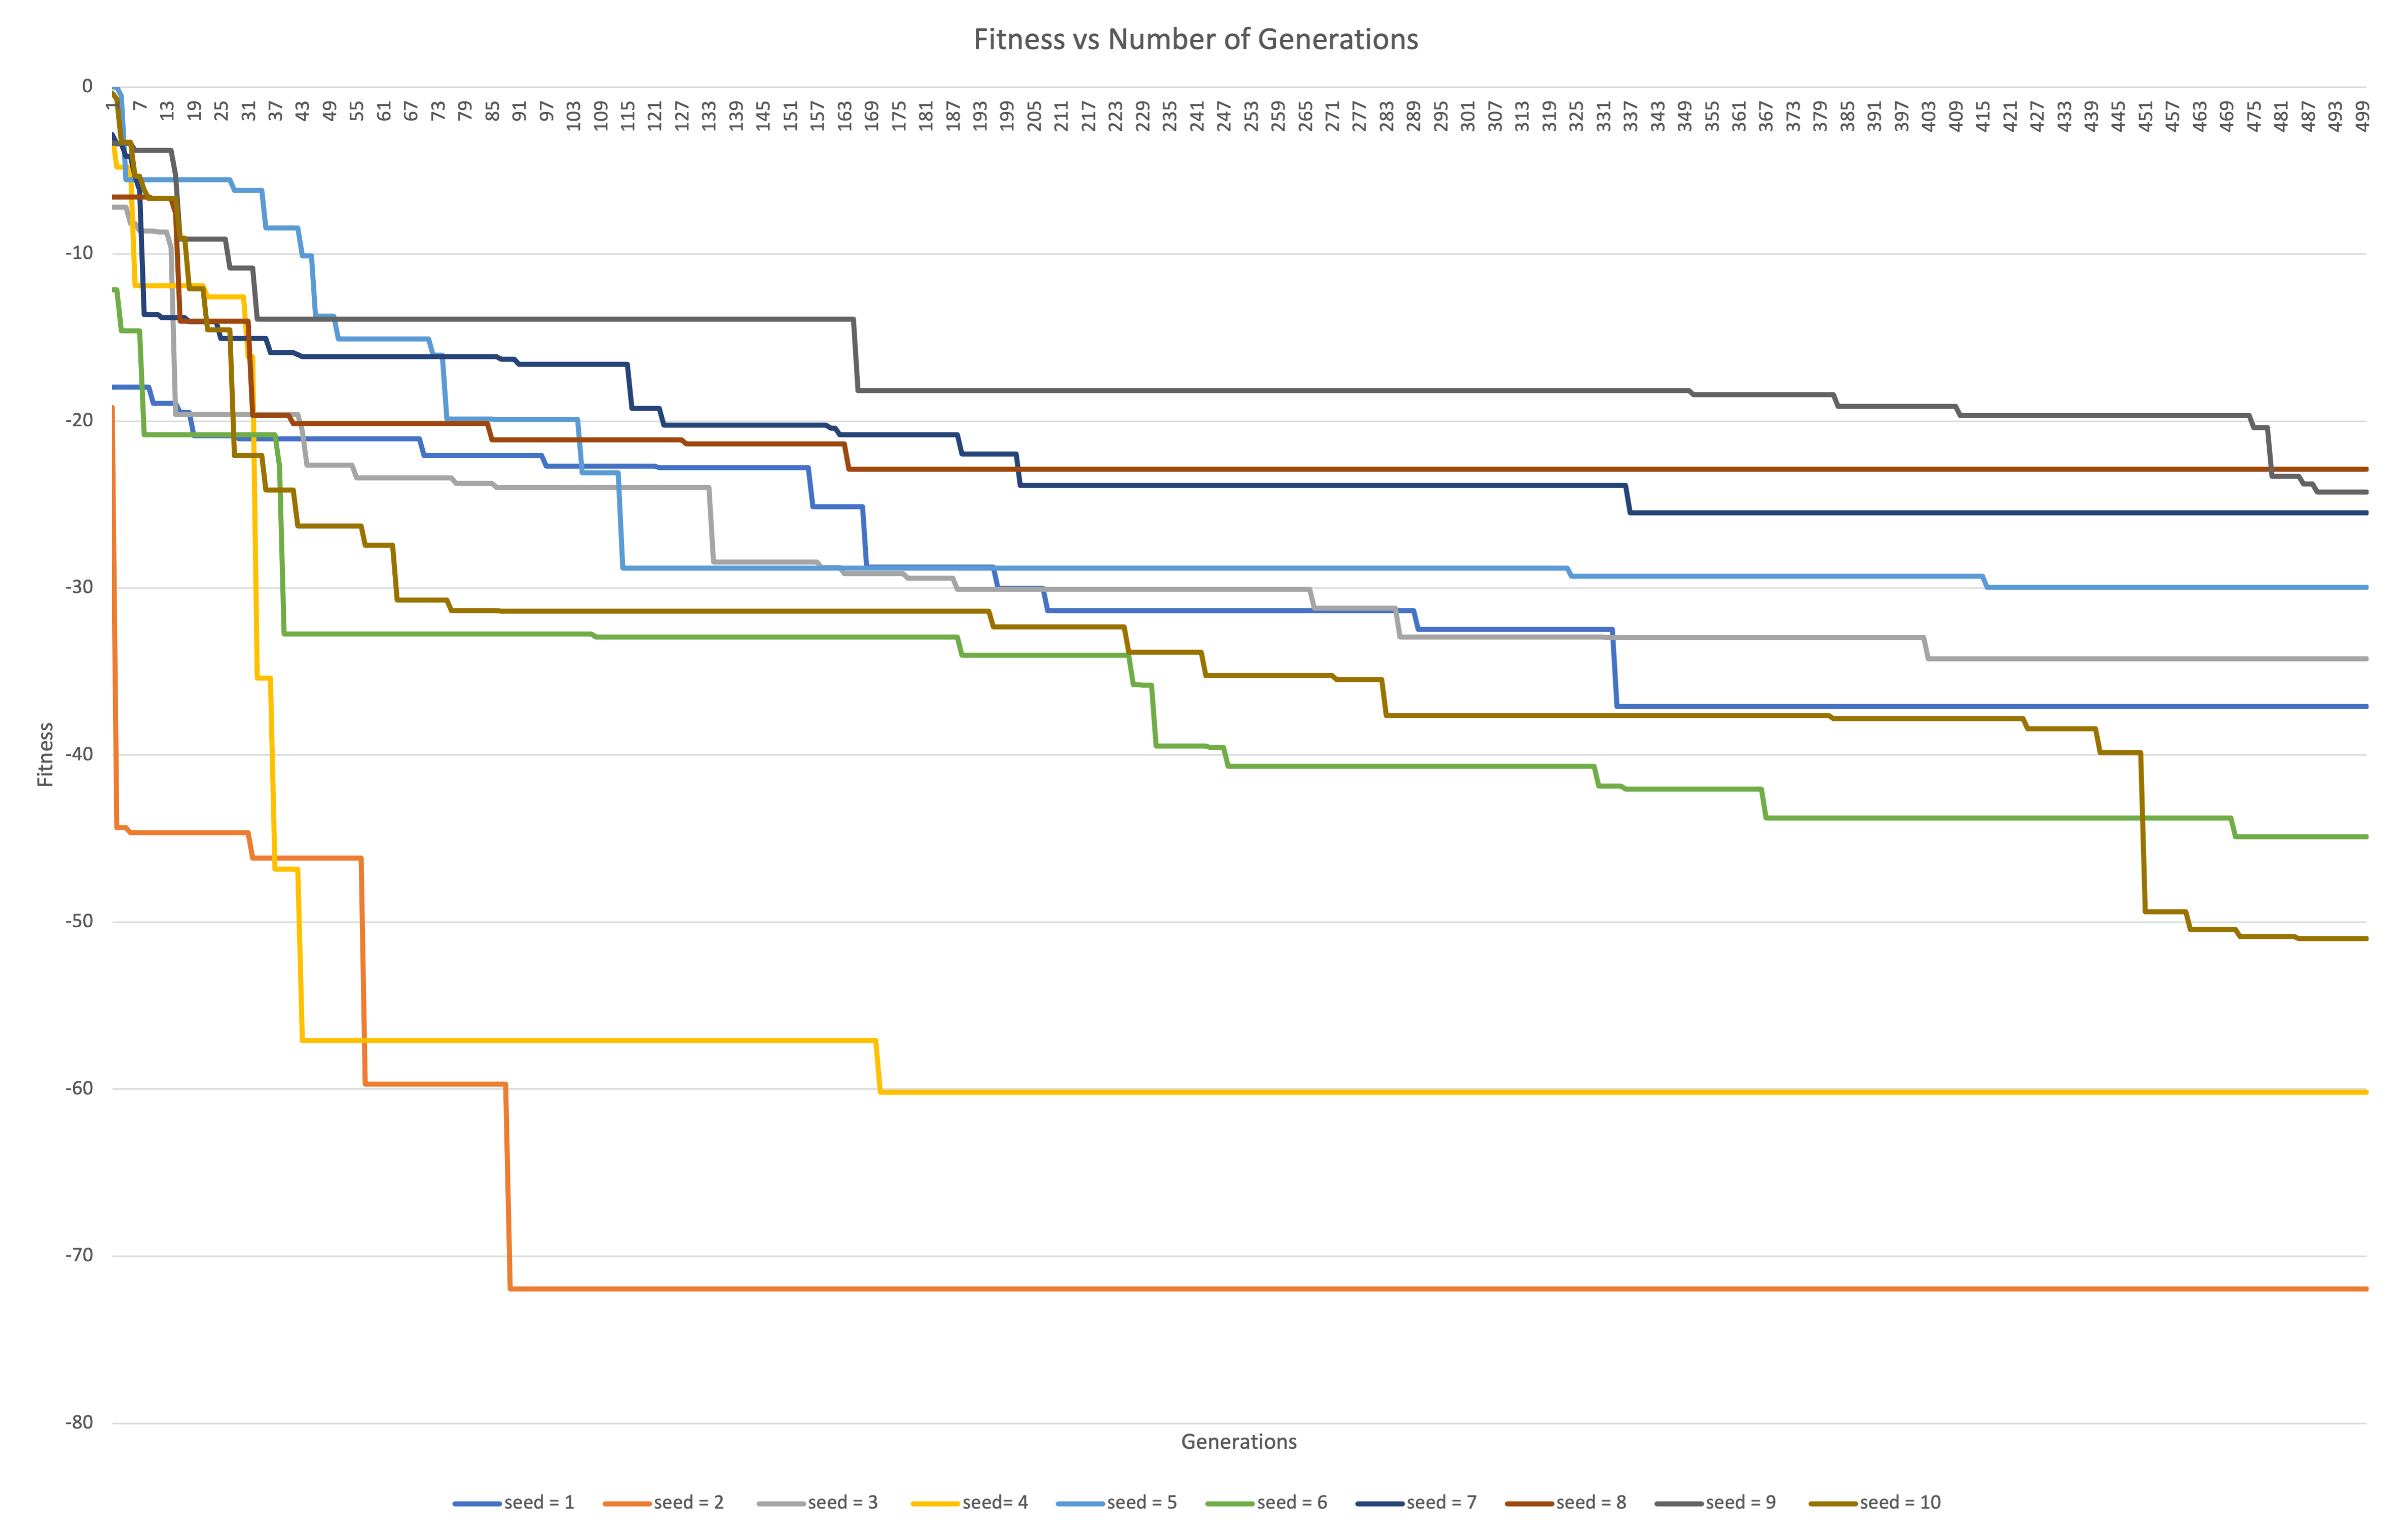 Fitness vs Number of Generations
0
1 7 13 19 25 31 37 43 49 55 61 67 73 79 85 91 97 103 109 115 121 127 133 139 145 151 157 163 169 175 181 187 193 199 205 211 217 223 229 235 241 247 253 259 265 271 277 283 289 295 301 307 313 319 325 331 337 343 349 355 361 367 373 379 385 391 397 403 409 415 421 427 433 439 445 451 457 463 469 475 481 487 493 499
-10
-20
-30
-40
-50
-60
-70
-80
Fitness
Generations
seed = 1 seed = 2 seed = 3 seed= 4 seed = 5 seed = 6 seed = 7 seed = 8 seed = 9 seed = 10